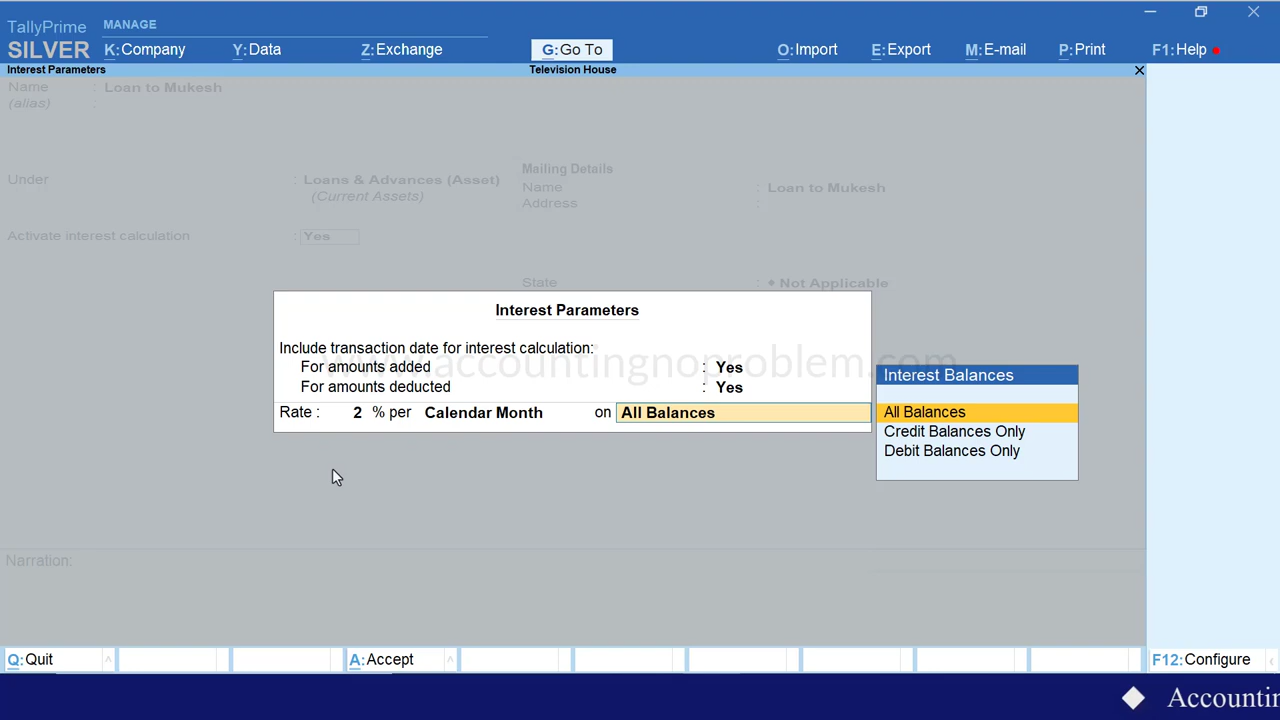 TallyPrime MANAGE
SILVER K:Company Y:Data Z:Exchange G:Go To O:Import E:Export M:E-mail P:Print F1:Help
Interest Parameters Television House
Name : Loan to Mukesh
(alias) :
Mailing Details
Under : Loans & Advances (Asset)
(Current Assets)
Name : Loan to Mukesh
Address :
Activate interest calculation : Yes
State : Not Applicable
Interest Parameters
Include transaction date for interest calculation:
www.accountingnoproblem.com
For amounts added : Yes
For amounts deducted : Yes
Rate : 2 % per Calendar Month on All Balances
Interest Balances
All Balances
Credit Balances Only
Debit Balances Only
Narration:
Q:Quit A:Accept F12:Configure